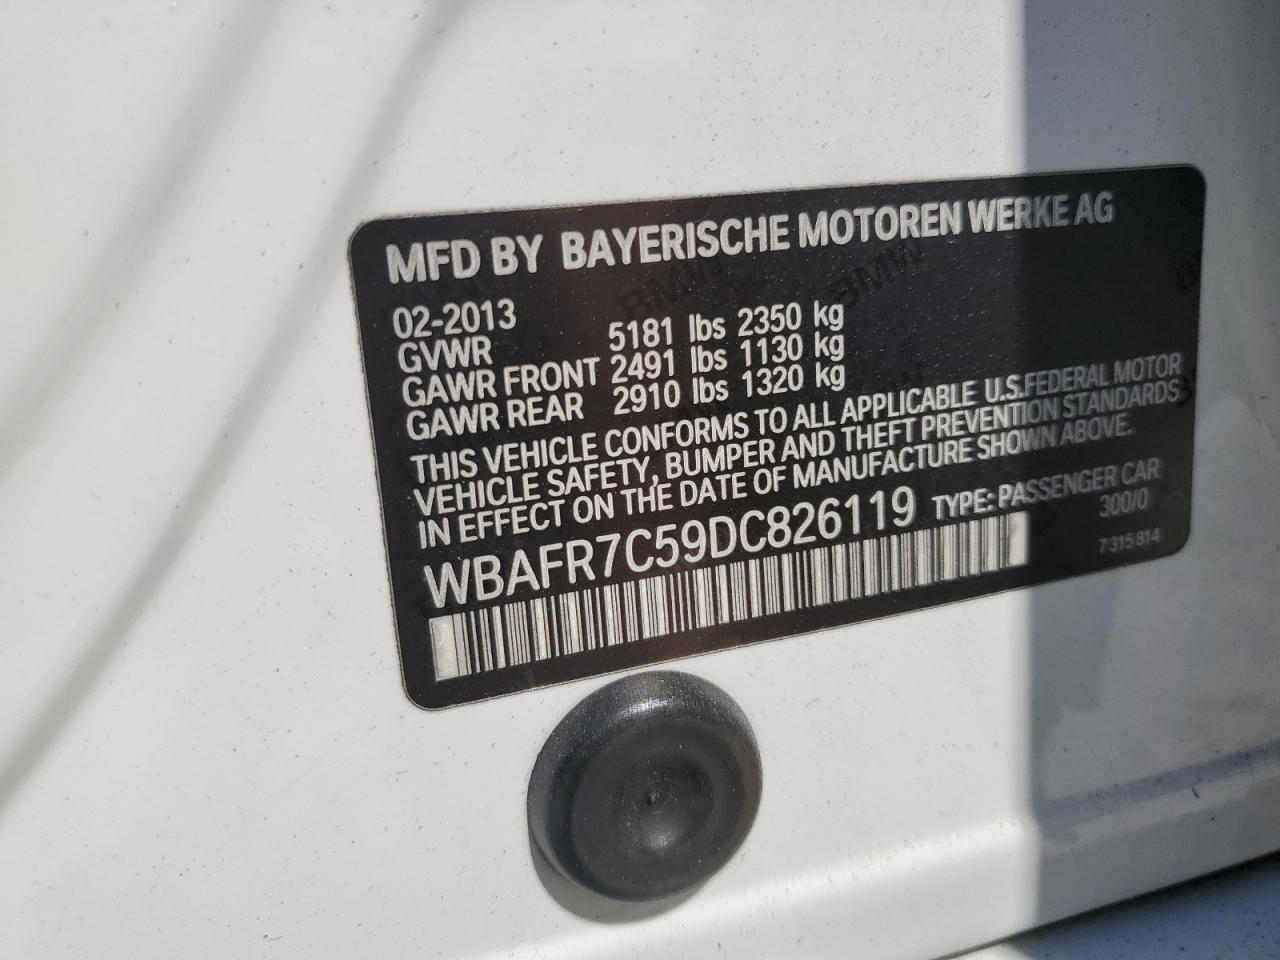 MFD BY BAYERISCHE MOTOREN WERKE AG
02-2013
GVWR 5181 lbs 2350 kg
GAWR FRONT 2491 lbs 1130 kg
GAWR REAR 2910 lbs 1320 kg
THIS VEHICLE CONFORMS TO ALL APPLICABLE U.S.FEDERAL MOTOR
VEHICLE SAFETY, BUMPER AND THEFT PREVENTION STANDARDS
IN EFFECT ON THE DATE OF MANUFACTURE SHOWN ABOVE.
WBAFR7C59DC826119 TYPE: PASSENGER CAR
300/0
7 315 814
BMW
BMW